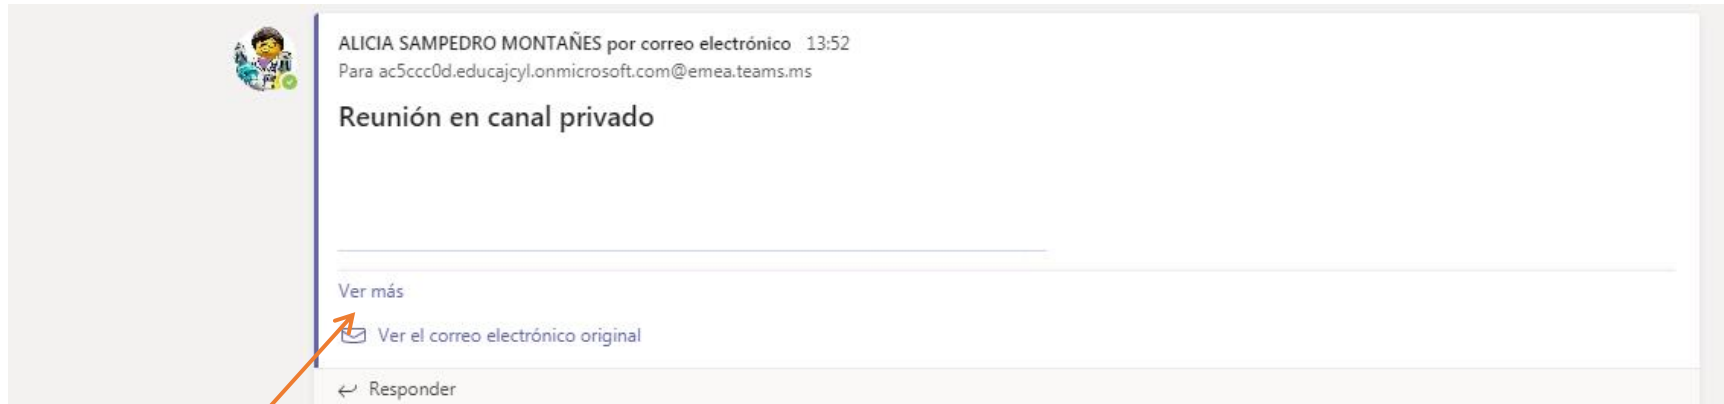 ALICIA SAMPEDRO MONTAÑES por correo electrónico 13:52
Para ac5ccc0d.educajcyl.onmicrosoft.com@emea.teams.ms
Reunión en canal privado
Ver más
Ver el correo electrónico original
Responder